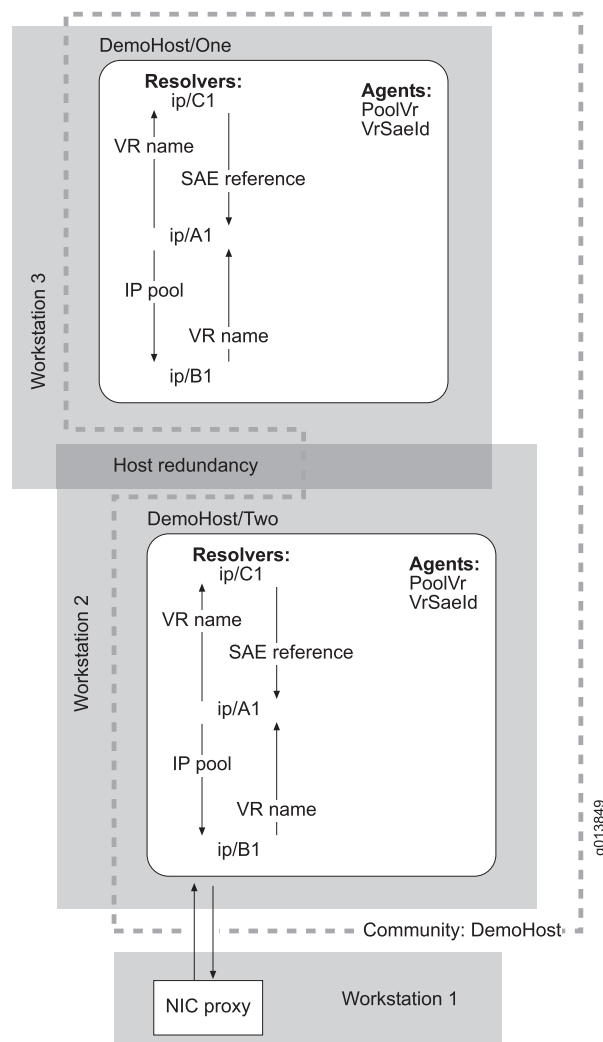 DemoHost/One
Resolvers:
ip/C1
Agents:
PoolVr
VrSaeId
VR name
SAE reference
ip/A1
IP pool
VR name
ip/B1
Workstation 3
Host redundancy
DemoHost/Two
Resolvers:
ip/C1
Agents:
PoolVr
VrSaeId
VR name
SAE reference
ip/A1
IP pool
VR name
ip/B1
Workstation 2
g013849
Community: DemoHost
NIC proxy
Workstation 1